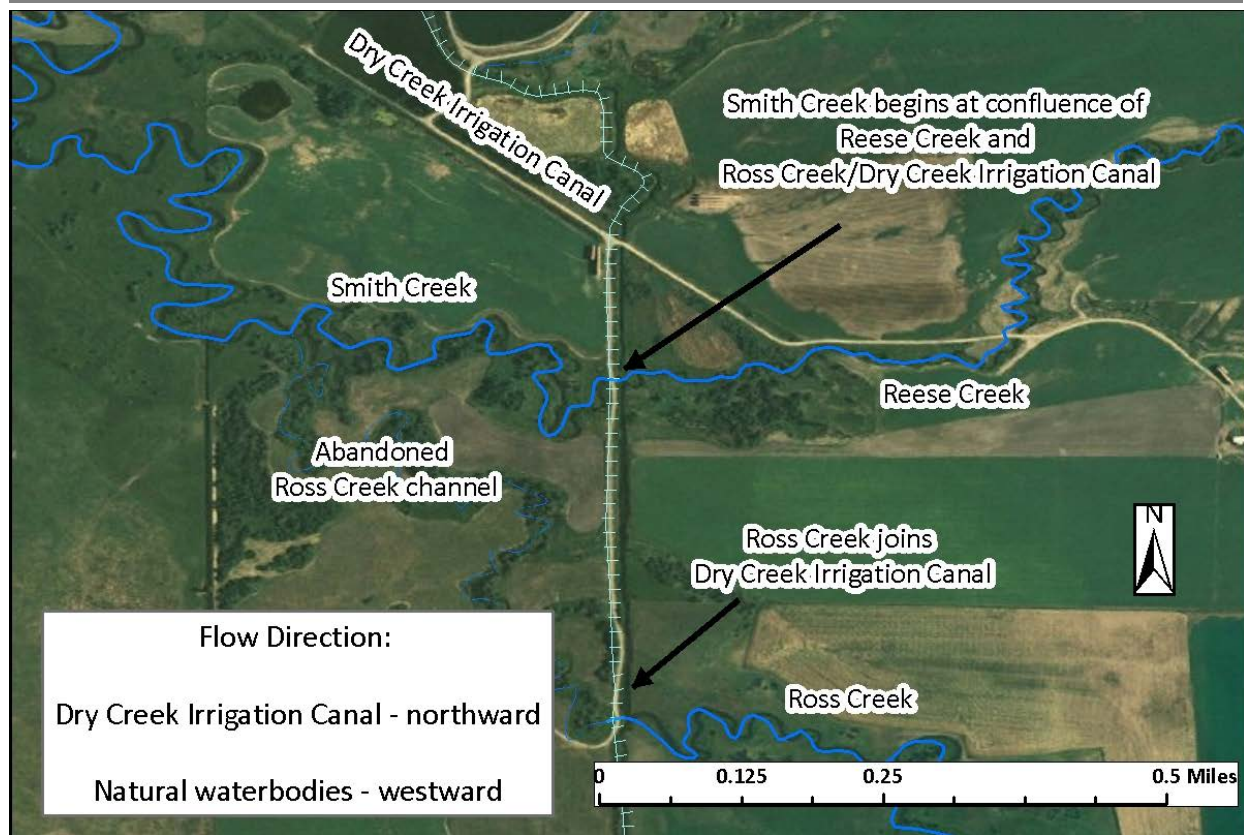 Dry Creek Irrigation Canal
Smith Creek begins at confluence of
Reese Creek and
Ross Creek/Dry Creek Irrigation Canal
Smith Creek
Reese Creek
Abandoned
Ross Creek channel
Ross Creek joins
Dry Creek Irrigation Canal
N
Ross Creek
Flow Direction:
Dry Creek Irrigation Canal - northward
Natural waterbodies - westward
0 0.125 0.25 0.5 Miles